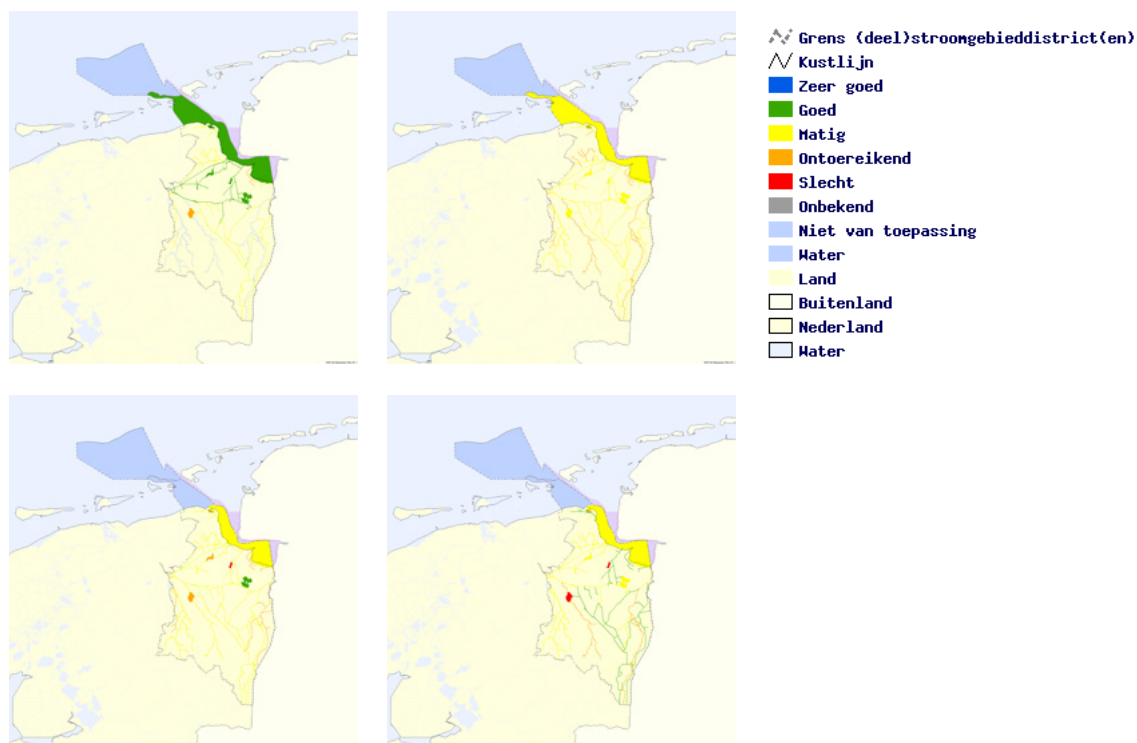 Grens (deel)stroomgebieddistrict(en)
Kustlijn
Zeer goed
Goed
Matig
Ontoereikend
Slecht
Onbekend
Niet van toepassing
Water
Land
Buitenland
Nederland
Water